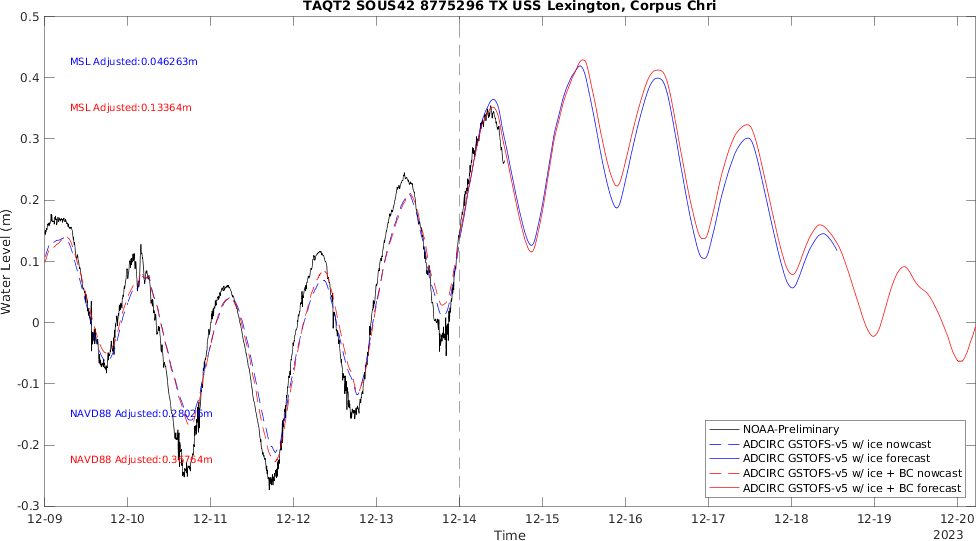 TAQT2 SOUS42 8775296 TX USS Lexington, Corpus Chri
0.5
0.4
0.3
0.2
0.1
0
-0.1
-0.2
-0.3
Water Level (m)
MSL Adjusted:0.046263m
MSL Adjusted:0.13364m
NAVD88 Adjusted:
NAVD88 Adjusted:
NOAA-Preliminary
ADCIRC GSTOFS-v5 w/ ice nowcast
ADCIRC GSTOFS-v5 w/ ice forecast
ADCIRC GSTOFS-v5 w/ ice + BC nowcast
ADCIRC GSTOFS-v5 w/ ice + BC forecast
12-09 12-10 12-11 12-12 12-13 12-14 12-15 12-16 12-17 12-18 12-19 12-20
Time
2023